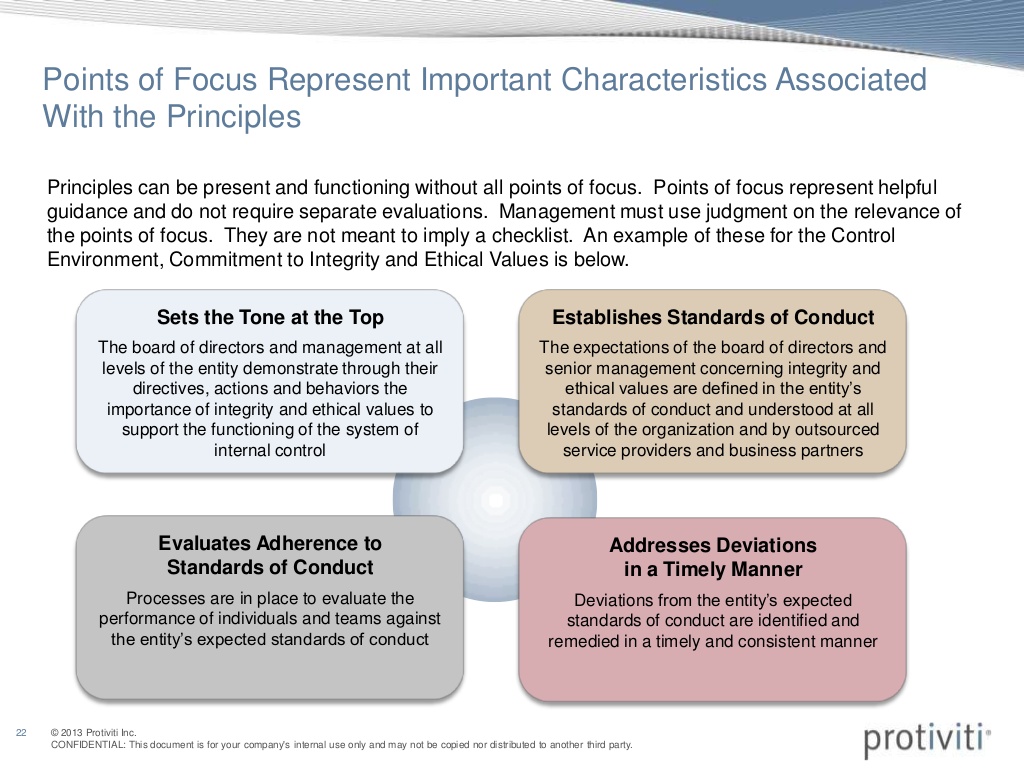 Points of Focus Represent Important Characteristics Associated
With the Principles
Principles can be present and functioning without all points of focus.  Points of focus represent helpful
guidance and do not require separate evaluations.  Management must use judgment on the relevance of
the points of focus.  They are not meant to imply a checklist.  An example of these for the Control
Environment, Commitment to Integrity and Ethical Values is below.
Sets the Tone at the Top
The board of directors and management at all
levels of the entity demonstrate through their
directives, actions and behaviors the
importance of integrity and ethical values to
support the functioning of the system of
internal control
Establishes Standards of Conduct
The expectations of the board of directors and
senior management concerning integrity and
ethical values are defined in the entity’s
standards of conduct and understood at all
levels of the organization and by outsourced
service providers and business partners
Evaluates Adherence to
Standards of Conduct
Processes are in place to evaluate the
performance of individuals and teams against
the entity’s expected standards of conduct
Addresses Deviations
in a Timely Manner
Deviations from the entity’s expected
standards of conduct are identified and
remedied in a timely and consistent manner
22
© 2013 Protiviti Inc.
CONFIDENTIAL: This document is for your company's internal use only and may not be copied nor distributed to another third party.
protiviti®